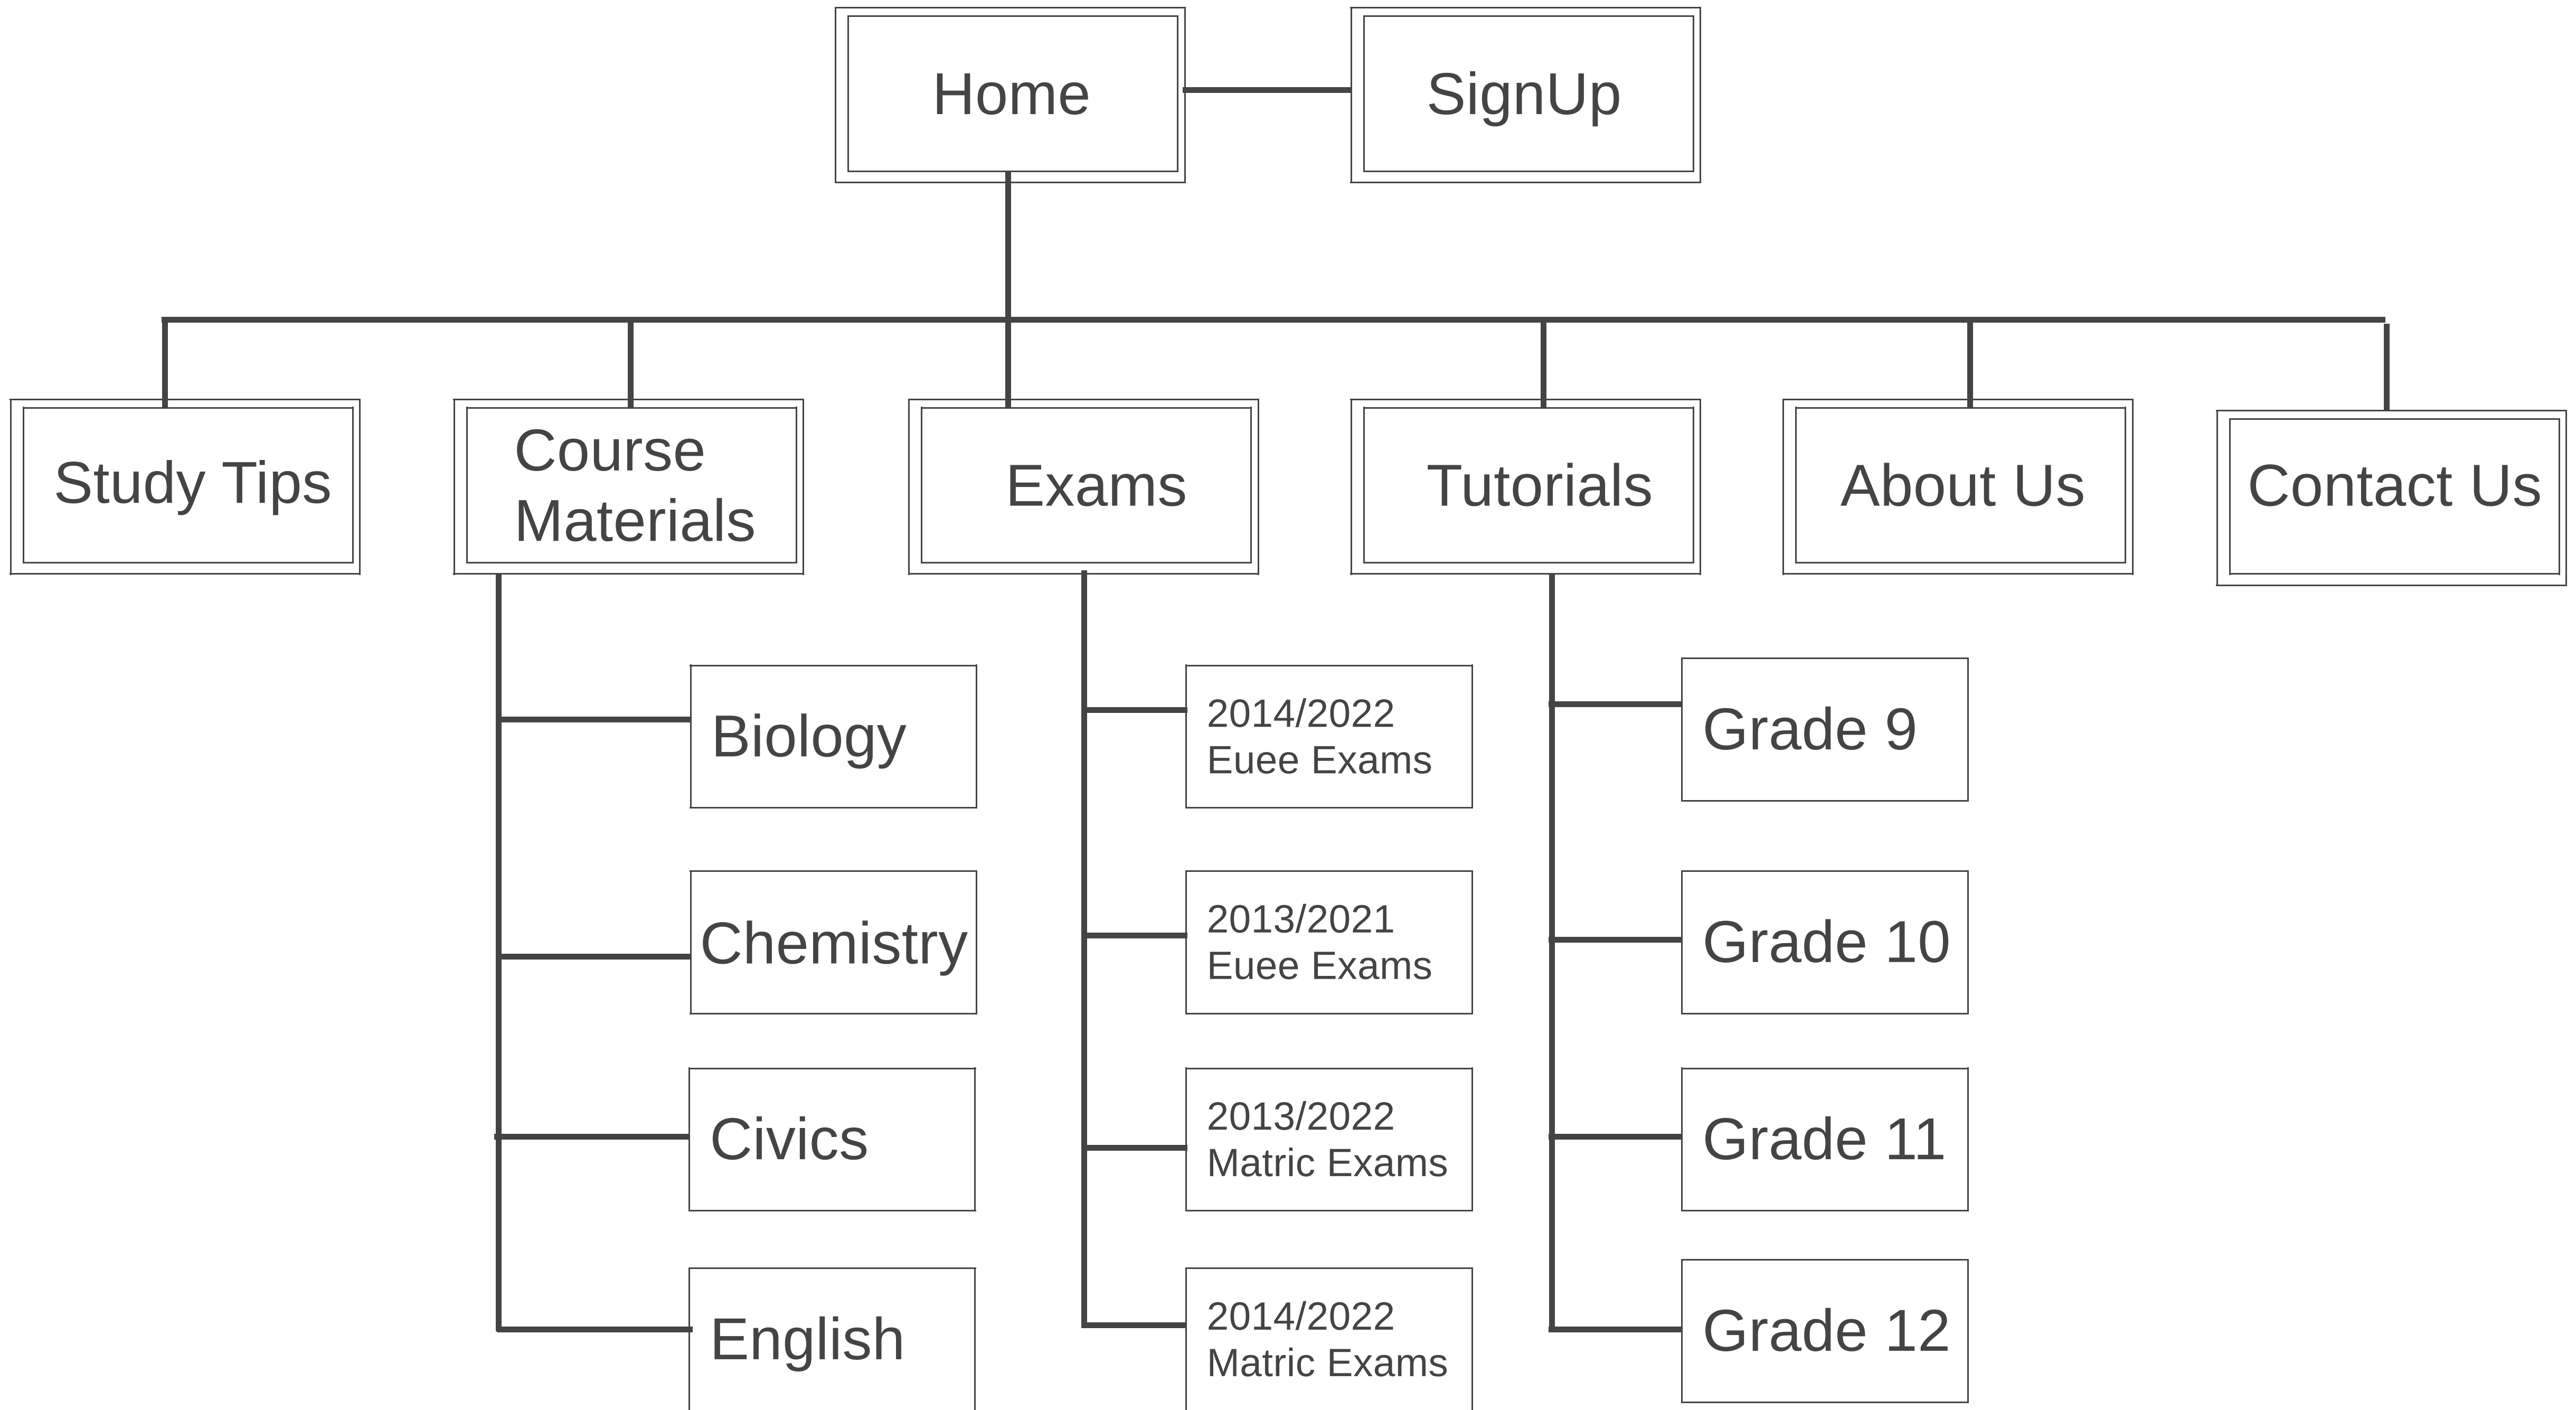 Home
SignUp
Study Tips
Course
Materials
Exams
Tutorials
About Us
Contact Us
Biology
Chemistry
Civics
English
2014/2022
Euee Exams
2013/2021
Euee Exams
2013/2022
Matric Exams
2014/2022
Matric Exams
Grade 9
Grade 10
Grade 11
Grade 12